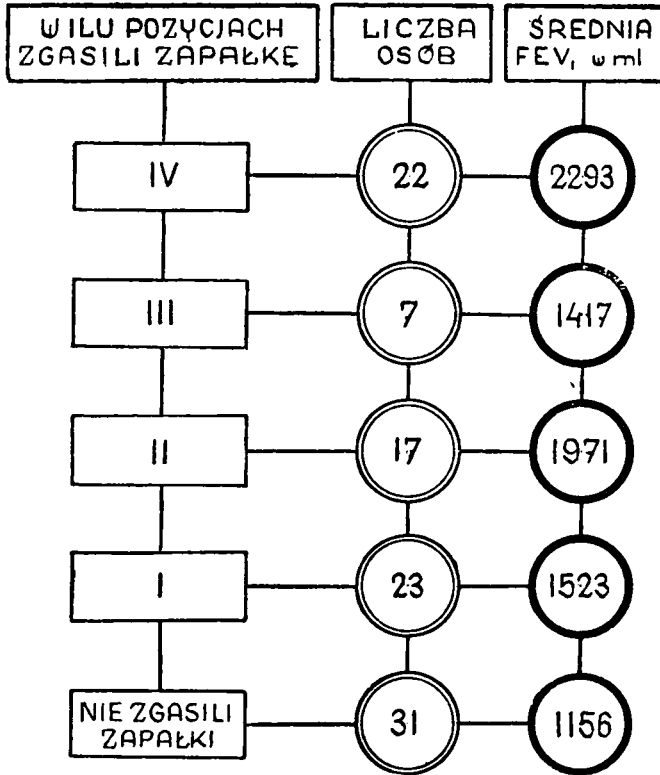 W ILU POZYCJACH
ZGASILI ZAPAŁKĘ
LICZBA
OSÓB
ŚREDNIA
FEV₁ w ml
IV 22 2293
III 7 1417
II 17 1971
I 23 1523
NIE ZGASILI
ZAPAŁKI
31 1156